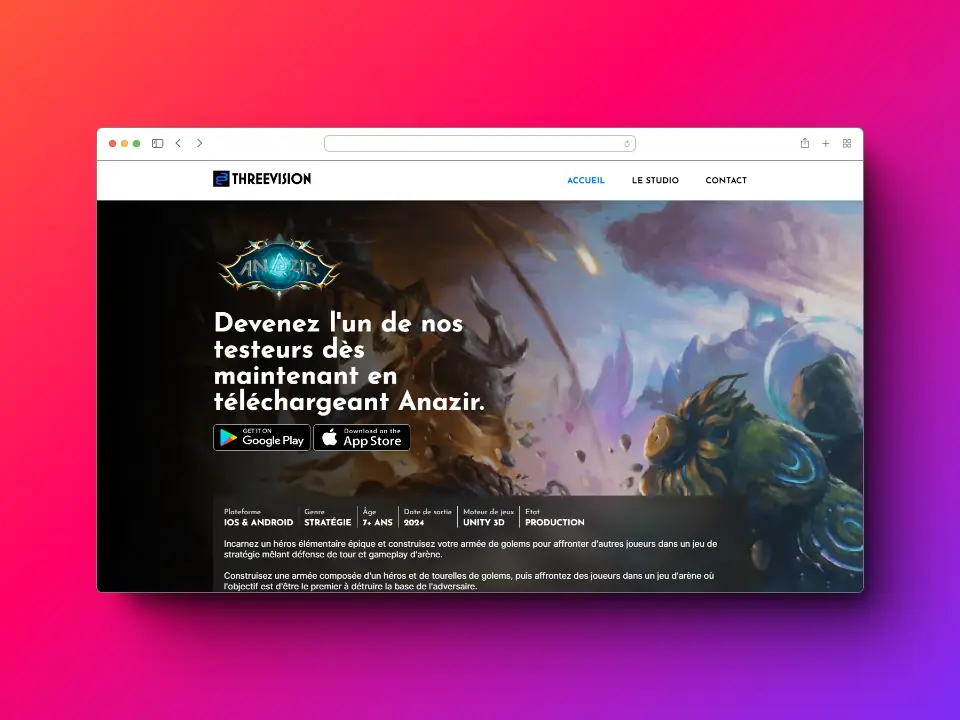 THREEVISION
ACCUEIL LE STUDIO CONTACT
ANAZIR
Devenez l'un de nos
testeurs dès
maintenant en
téléchargeant Anazir.
GET IT ON
Google Play
Download on the
App Store
Plateforme
IOS & ANDROID
Genre
STRATÉGIE
Âge
7+ ANS
Date de sortie
2024
Moteur de jeux
UNITY 3D
Etat
PRODUCTION
Incarnez un héros élémentaire épique et construisez votre armée de golems pour affronter d'autres joueurs dans un jeu de
stratégie mêlant défense de tour et gameplay d'arène.
Construisez une armée composée d'un héros et de tourelles de golems, puis affrontez des joueurs dans un jeu d'arène où
l'objectif est d'être le premier à détruire la base de l'adversaire.